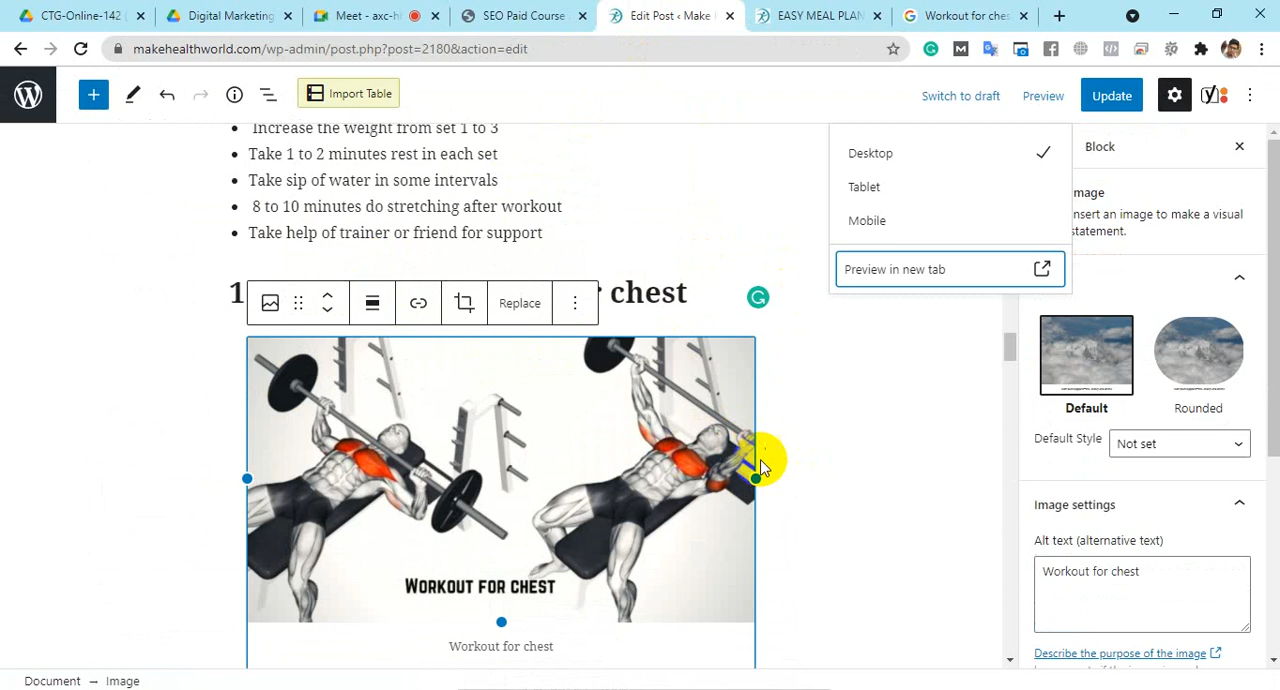 CTG-Online-142
Digital Marketing
Meet - axc-hi
SEO Paid Course
Edit Post ‹ Make
EASY MEAL PLAN
Workout for ches
makehealthworld.com/wp-admin/post.php?post=2180&action=edit
Import Table
Switch to draft
Preview
Update
Increase the weight from set 1 to 3
Take 1 to 2 minutes rest in each set
Take sip of water in some intervals
8 to 10 minutes do stretching after workout
Take help of trainer or friend for support
Desktop
Tablet
Mobile
Preview in new tab
Block
mage
nsert an image to make a visual
statement.
1
chest
Replace
Default
Rounded
Default Style
Not set
Image settings
Alt text (alternative text)
Workout for chest
Describe the purpose of the image
WORKOUT FOR CHEST
Workout for chest
Document → Image